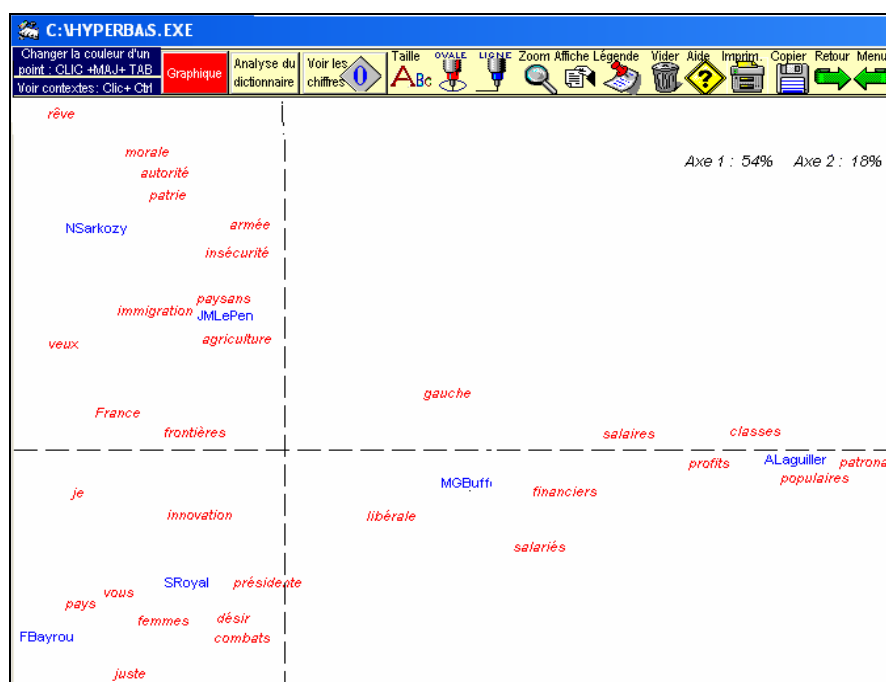 C:\HYPERBAS.EXE
Changer la couleur d'un
point : CLIC +MAJ+ TAB
Voir contextes: Clic+ Ctrl
Graphique
Analyse du
dictionnaire
Voir les
chiffres
0
Taille
ABc
OVALE
LIGNE
Zoom
Affiche
Légende
Vider
Aide
?
Imprim.
Copier
Retour
Menu
rêve
morale
Axe 1 : 54% Axe 2 : 18%
autorité
patrie
NSarkozy
armée
insécurité
paysans
immigration
JMLePen
veux
agriculture
gauche
France
frontières
salaires
classes
profits
ALaguiller
patrona
populaires
MGBuff
je
financiers
innovation
libérale
salariés
SRoyal
présidente
vous
pays
femmes
désir
FBayrou
combats
juste